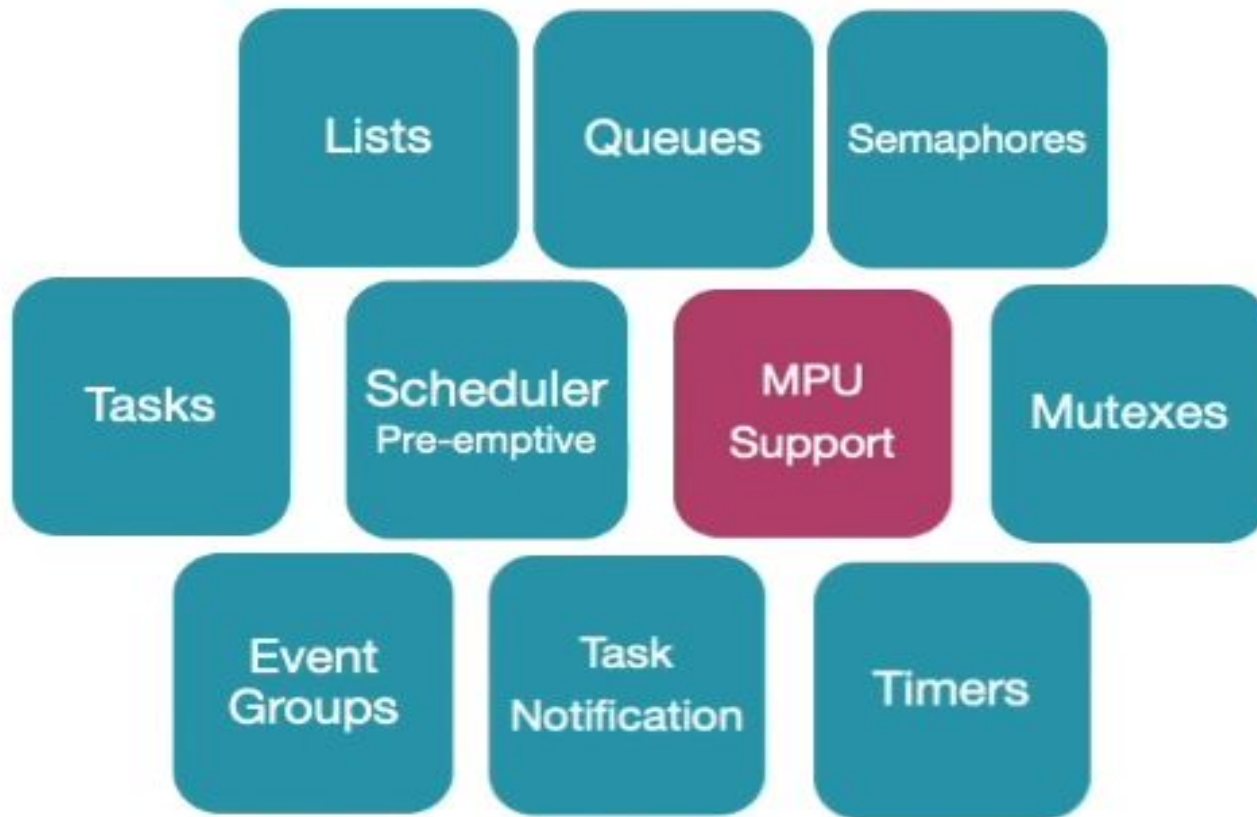 Lists
Queues
Semaphores
Tasks
Scheduler
Pre-emptive
MPU
Support
Mutexes
Event
Groups
Task
Notification
Timers